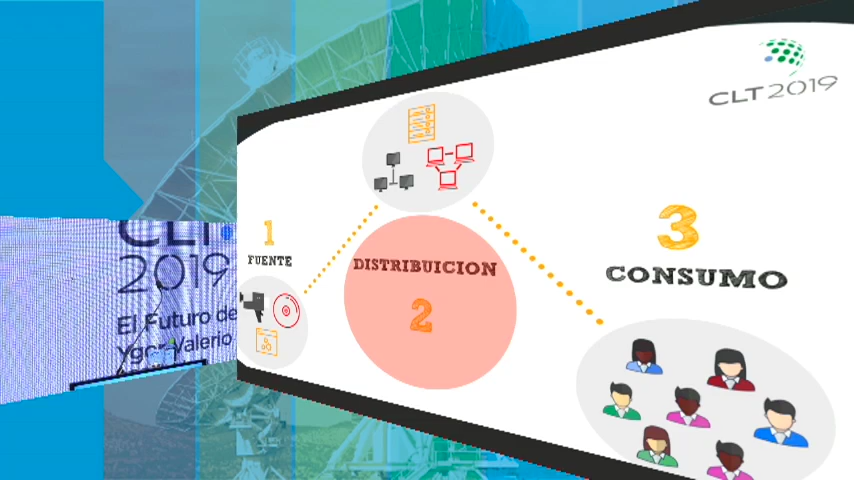 CLT 2019
El Futuro de
Ygor Valerio
CLT2019
1
FUENTE
DISTRIBUICION
2
3
CONSUMO